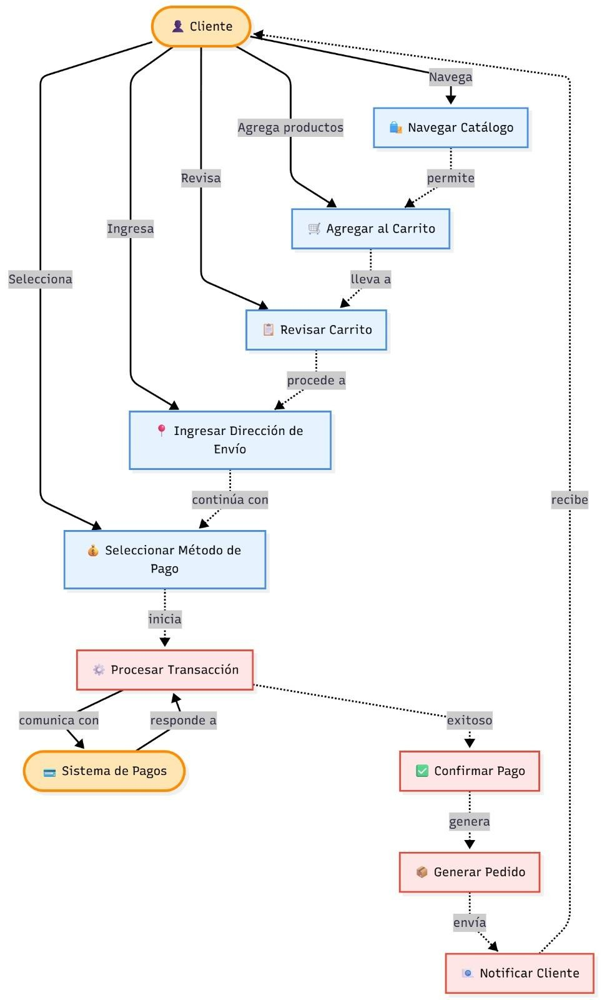 Cliente
Navega
Navegar Catálogo
Agrega productos
Revisa
permite
Ingresa
Agregar al Carrito
Selecciona
lleva a
Revisar Carrito
procede a
Ingresar Dirección de
Envío
continúa con
recibe
Seleccionar Método de
Pago
inicia
Procesar Transacción
comunica con
responde a
exitoso
Sistema de Pagos
Confirmar Pago
genera
Generar Pedido
envía
Notificar Cliente